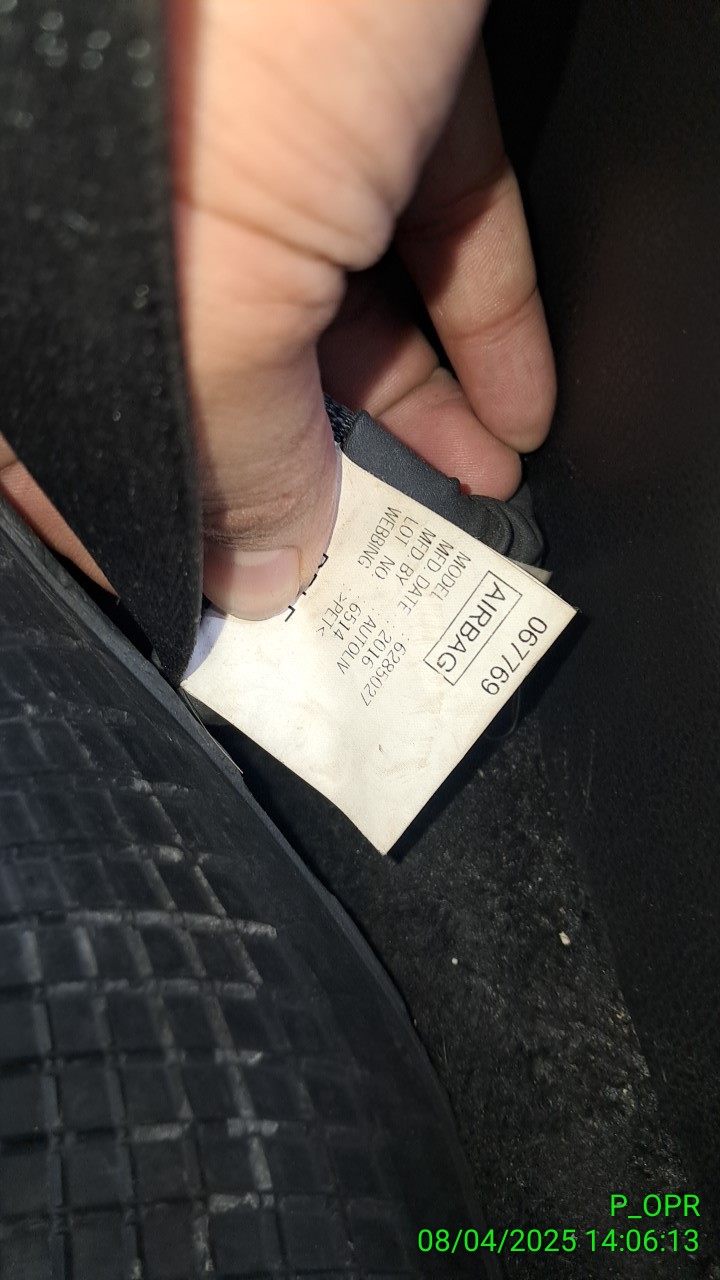 067769
AIRBAG
MODEL : 6285027
MFD. DATE : 2016
MFD. BY : AUTOLIV
LOT. NO : 6514
WEBBING : >PET<
P_OPR
08/04/2025 14:06:13